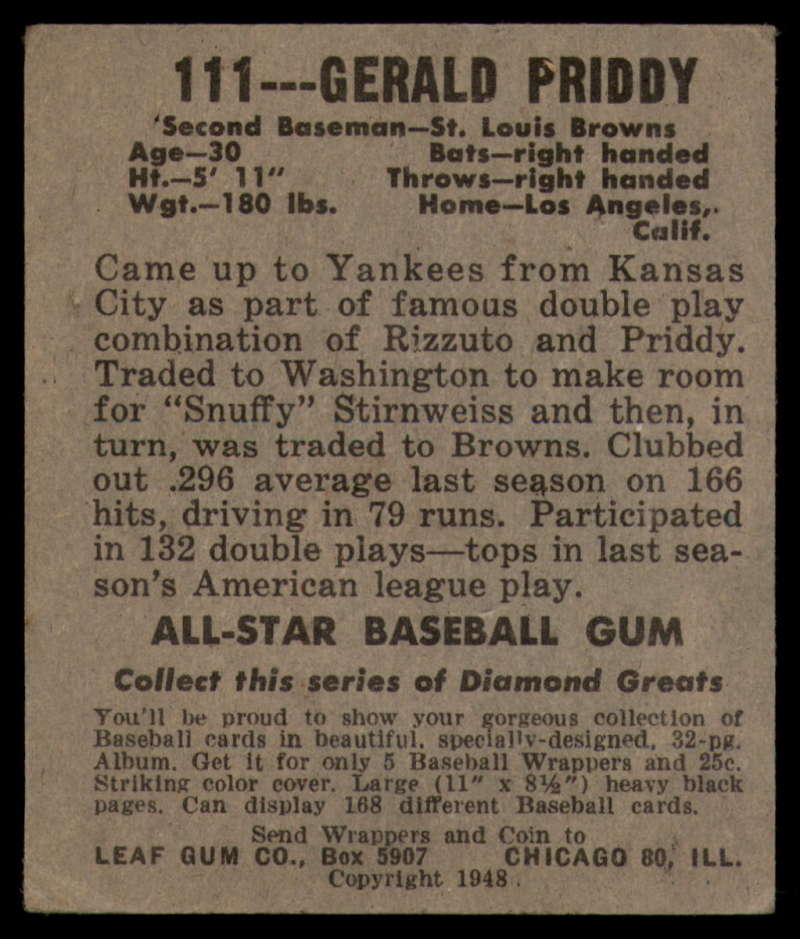 111---GERALD PRIDDY
Second Baseman—St. Louis Browns
Age—30 Bats—right handed
Ht.—5' 11" Throws—right handed
Wgt.—180 lbs. Home—Los Angeles,
Calif.
Came up to Yankees from Kansas
City as part of famous double play
combination of Rizzuto and Priddy.
Traded to Washington to make room
for “Snuffy” Stirnweiss and then, in
turn, was traded to Browns. Clubbed
out .296 average last season on 166
hits, driving in 79 runs. Participated
in 132 double plays—tops in last sea-
son's American league play.
ALL-STAR BASEBALL GUM
Collect this series of Diamond Greats
You'll be proud to show your gorgeous collection of
Baseball cards in beautiful, specially-designed, 32-pg.
Album. Get it for only 5 Baseball Wrappers and 25c.
Striking color cover. Large (11" x 8½") heavy black
pages. Can display 168 different Baseball cards.
Send Wrappers and Coin to
LEAF GUM CO., Box 5907 CHICAGO 80, ILL.
Copyright 1948.